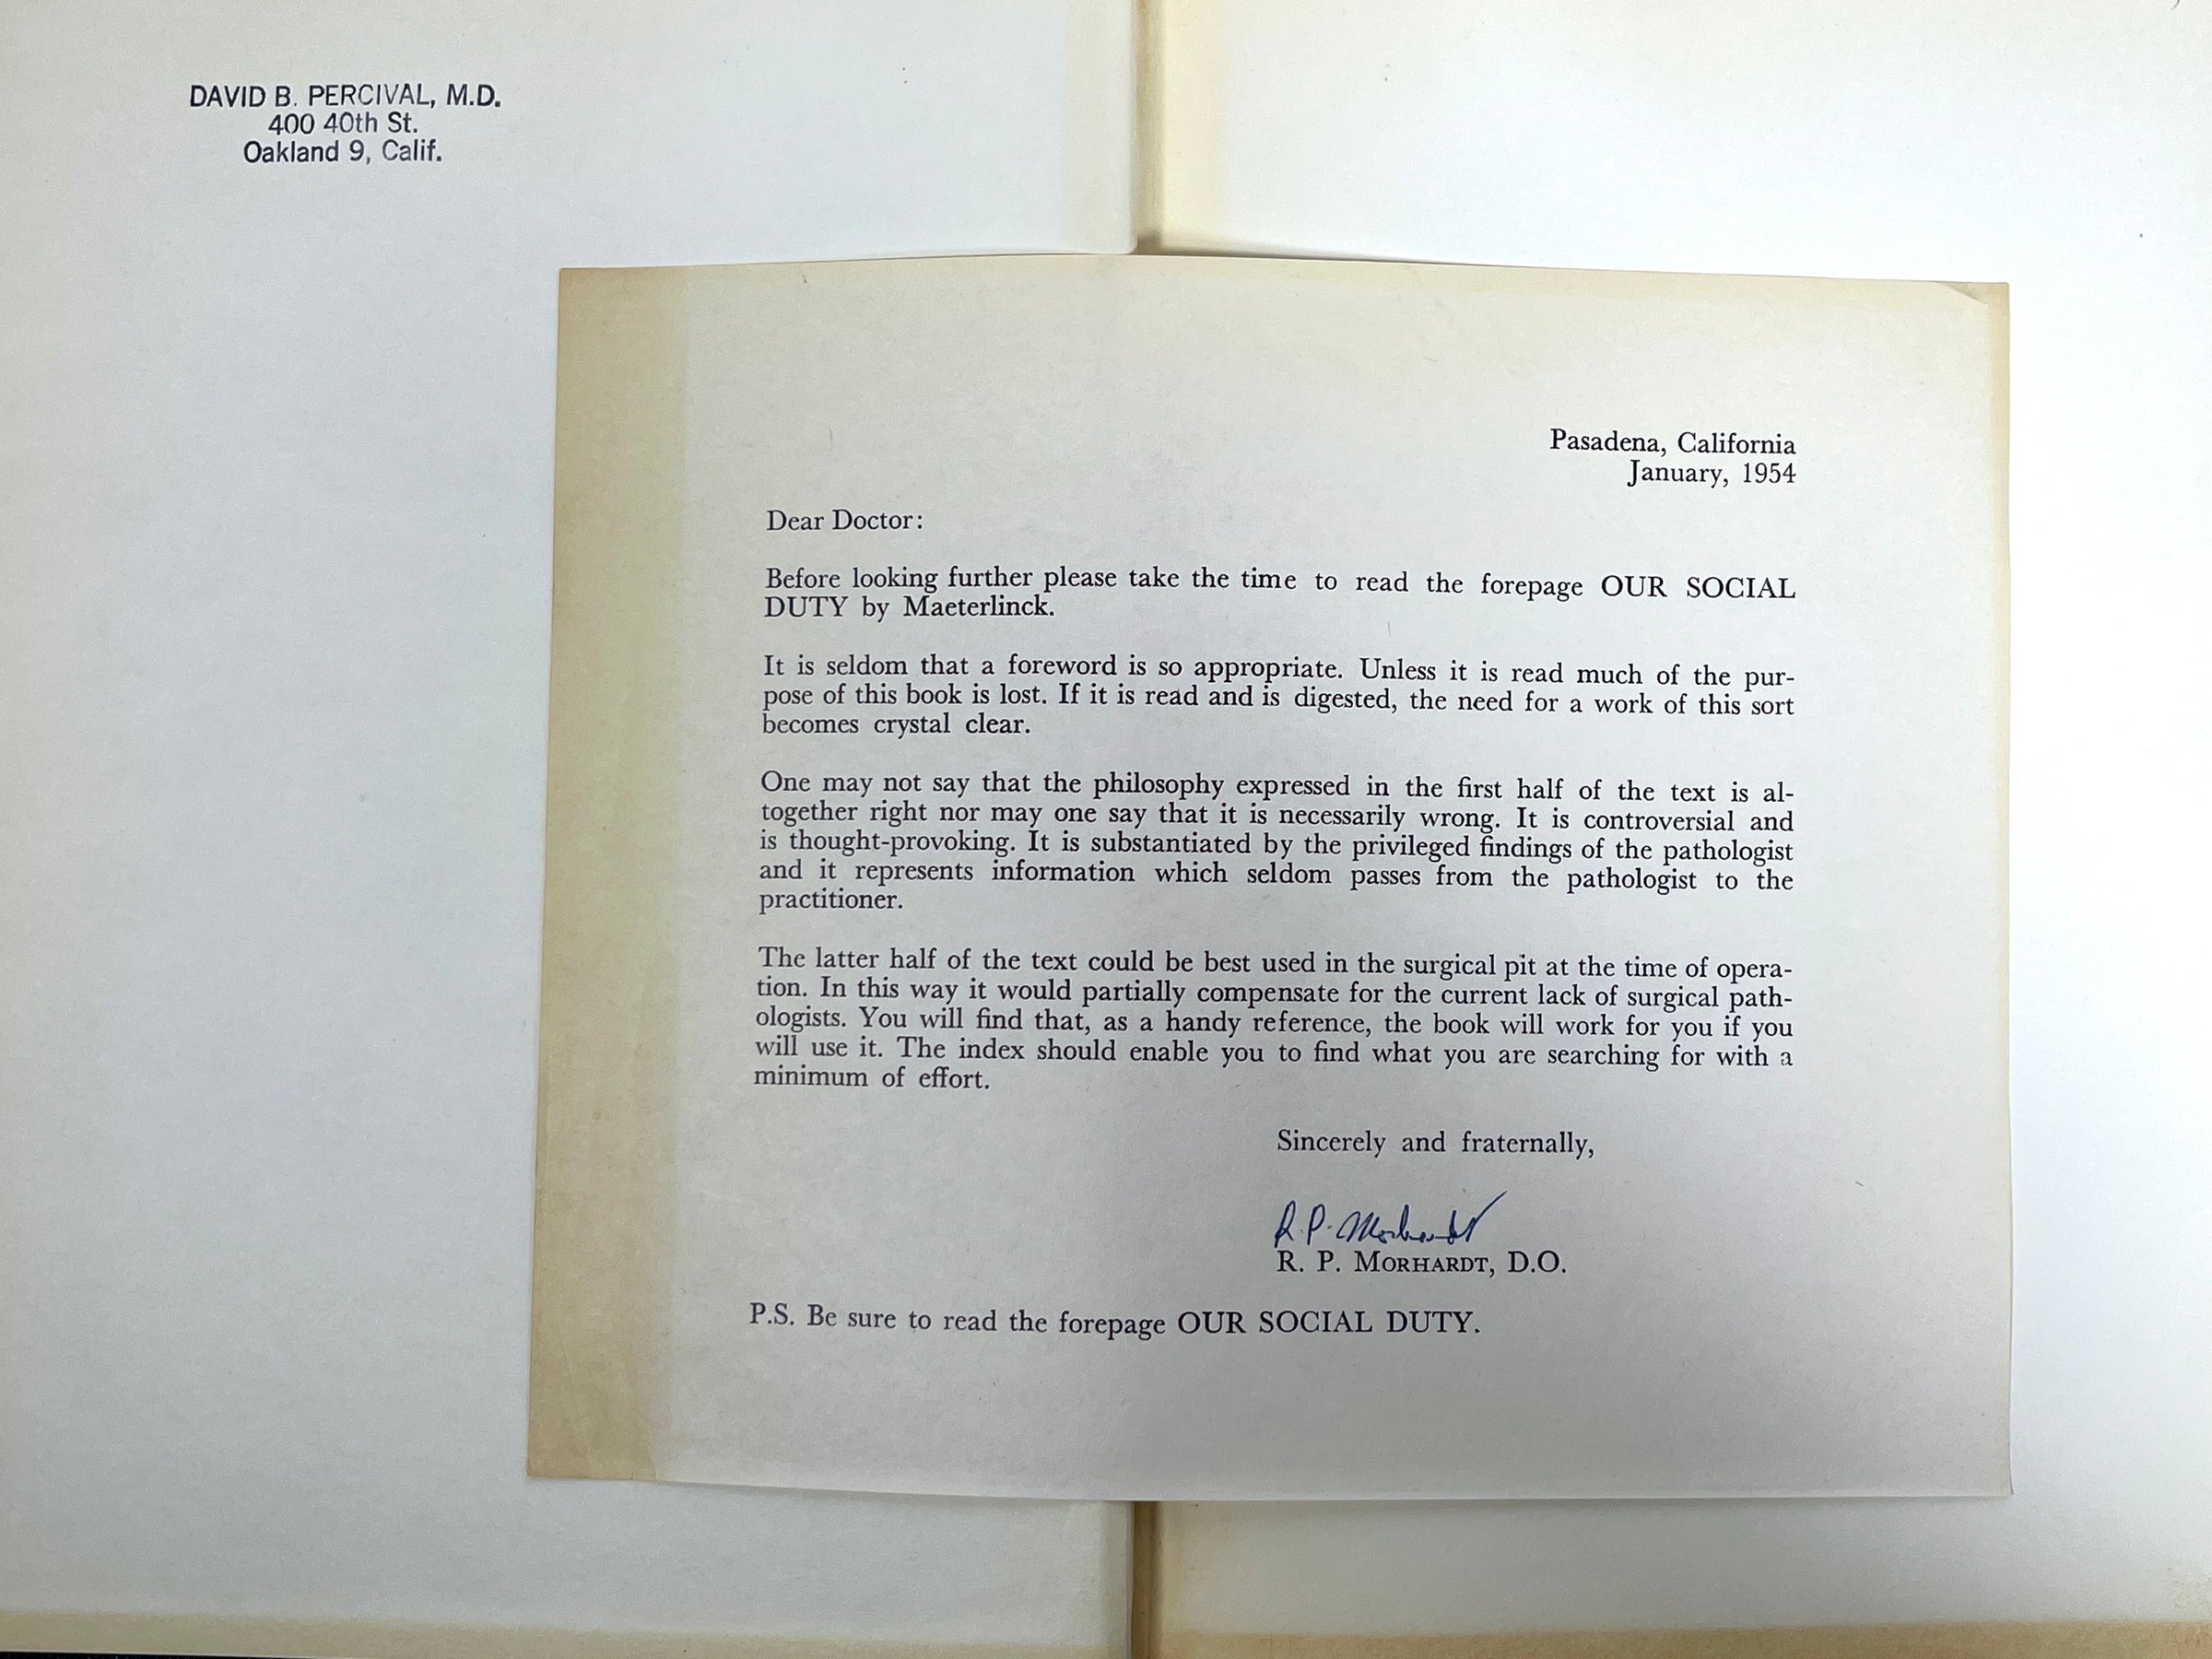 DAVID B. PERCIVAL, M.D.
400 40th St.
Oakland 9, Calif.
Pasadena, California
January, 1954
Dear Doctor:
Before looking further please take the time to read the forepage OUR SOCIAL
DUTY by Maeterlinck.
It is seldom that a foreword is so appropriate. Unless it is read much of the pur-
pose of this book is lost. If it is read and is digested, the need for a work of this sort
becomes crystal clear.
One may not say that the philosophy expressed in the first half of the text is al-
together right nor may one say that it is necessarily wrong. It is controversial and
is thought-provoking. It is substantiated by the privileged findings of the pathologist
and it represents information which seldom passes from the pathologist to the
practitioner.
The latter half of the text could be best used in the surgical pit at the time of opera-
tion. In this way it would partially compensate for the current lack of surgical path-
ologists. You will find that, as a handy reference, the book will work for you if you
will use it. The index should enable you to find what you are searching for with a
minimum of effort.
Sincerely and fraternally,
R. P. Morhardt
R. P. MORHARDT, D.O.
P.S. Be sure to read the forepage OUR SOCIAL DUTY.